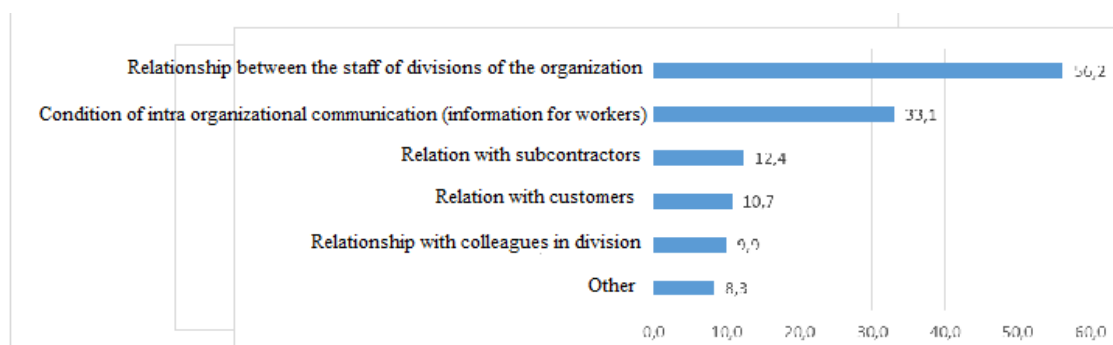 Relationship between the staff of divisions of the organization 56,2
Condition of intra organizational communication (information for workers) 33,1
Relation with subcontractors 12,4
Relation with customers 10,7
Relationship with colleagues in division 9,9
Other 8,3
0,0 10,0 20,0 30,0 40,0 50,0 60,0